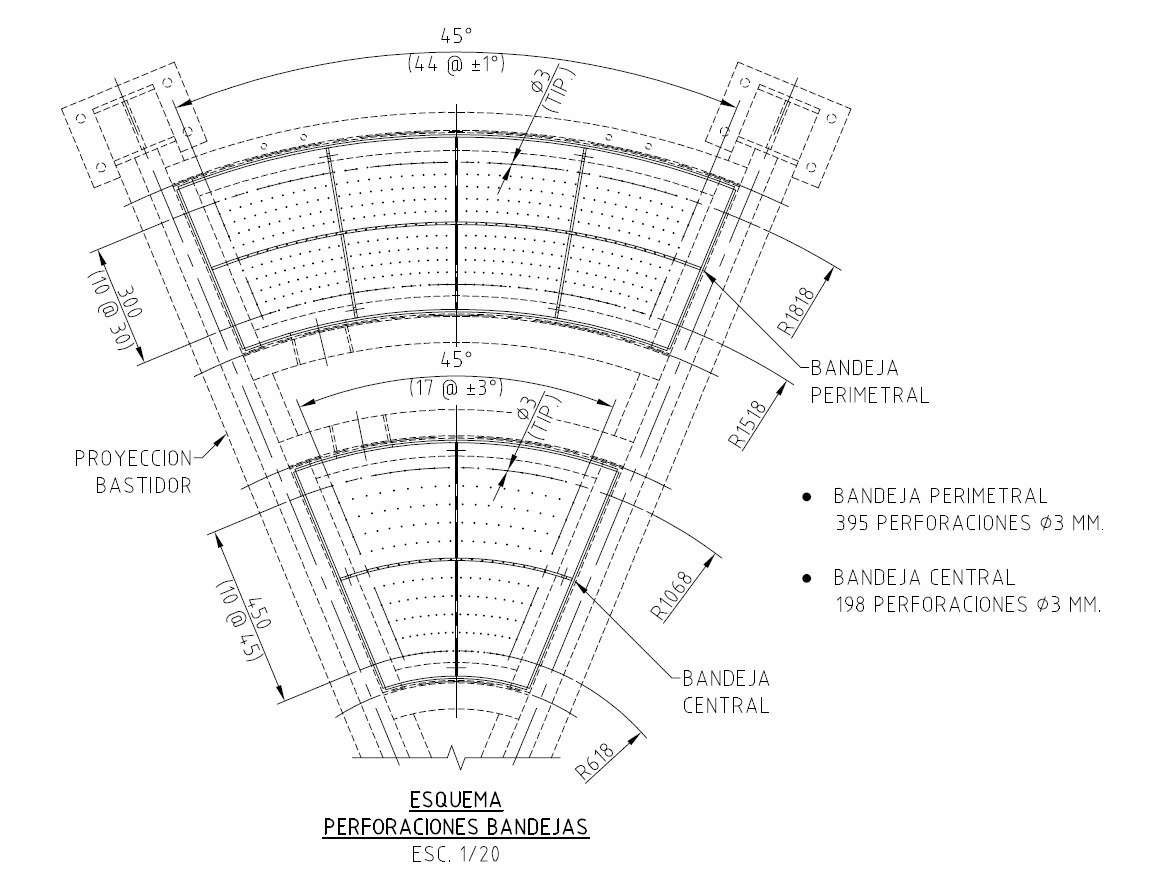 45°
(44 @ ±1°)
Ø3
(TIP.)
300
(10 @ 30)
R1818
BANDEJA
PERIMETRAL
R1518
45°
(17 @ ±3°)
Ø3
(TIP.)
PROYECCION
BASTIDOR
● BANDEJA PERIMETRAL
395 PERFORACIONES Ø3 MM.
● BANDEJA CENTRAL
198 PERFORACIONES Ø3 MM.
450
(10 @ 45)
R1068
BANDEJA
CENTRAL
R618
ESQUEMA
PERFORACIONES BANDEJAS
ESC. 1/20